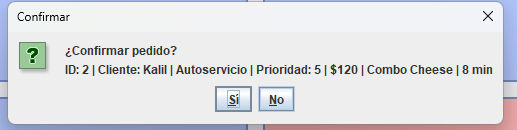 Confirmar
¿Confirmar pedido?
ID: 2 | Cliente: Kalil | Autoservicio | Prioridad: 5 | $120 | Combo Cheese | 8 min
Sí No